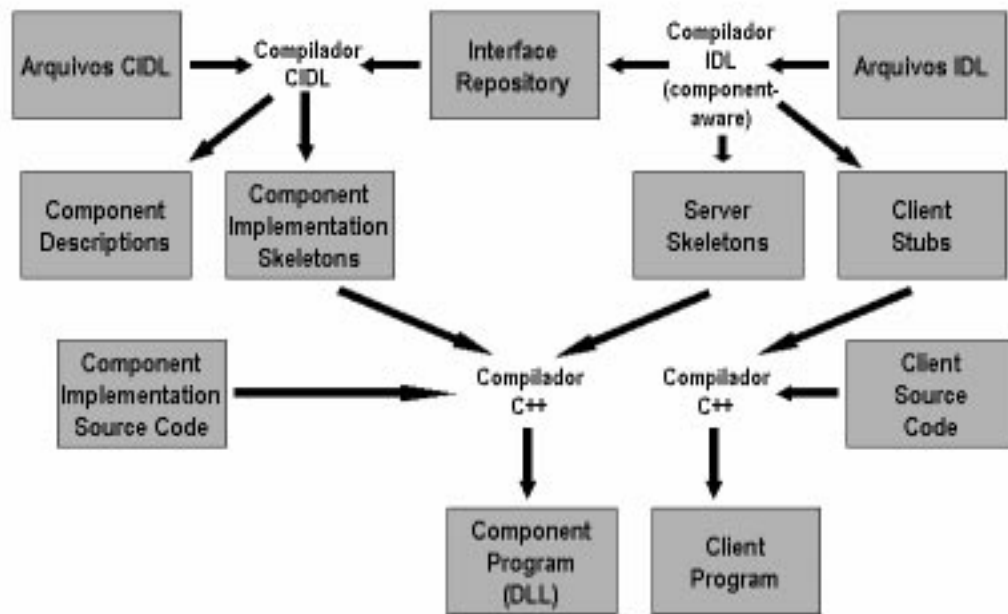 Arquivos CIDL
Compilador
CIDL
Interface
Repository
Compilador
IDL
(component-
aware)
Arquivos IDL
Component
Descriptions
Component
Implementation
Skeletons
Server
Skeletons
Client
Stubs
Component
Implementation
Source Code
Compilador
C++
Compilador
C++
Client
Source
Code
Component
Program
(DLL)
Client
Program